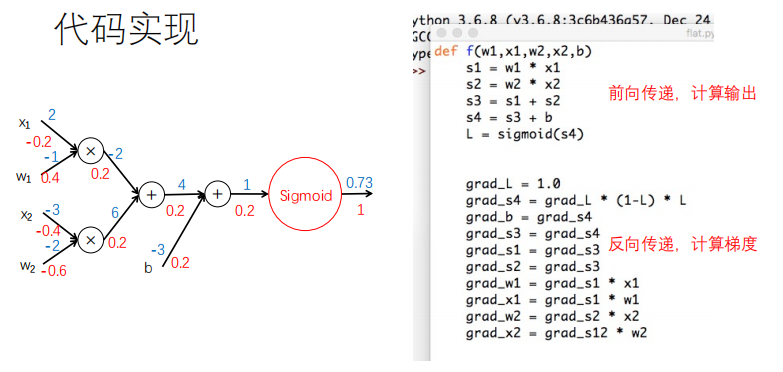 代码实现
x1
2
-0.2
-1
w1
0.4
×
-2
0.2
x2
-3
-0.4
-2
w2
-0.6
×
6
0.2
+
4
0.2
b
-3
0.2
+
1
0.2
Sigmoid
0.73
1
ython 3.6.8 (v3.6.8:3c6b436a57, Dec 24
GCC
ype
>>
flat.py
def f(w1,x1,w2,x2,b)
s1 = w1 * x1
s2 = w2 * x2
s3 = s1 + s2
s4 = s3 + b
L = sigmoid(s4)
前向传递，计算输出
grad_L = 1.0
grad_s4 = grad_L * (1-L) * L
grad_b = grad_s4
grad_s3 = grad_s4
grad_s1 = grad_s3
grad_s2 = grad_s3
grad_w1 = grad_s1 * x1
grad_x1 = grad_s1 * w1
grad_w2 = grad_s2 * x2
grad_x2 = grad_s12 * w2
反向传递，计算梯度